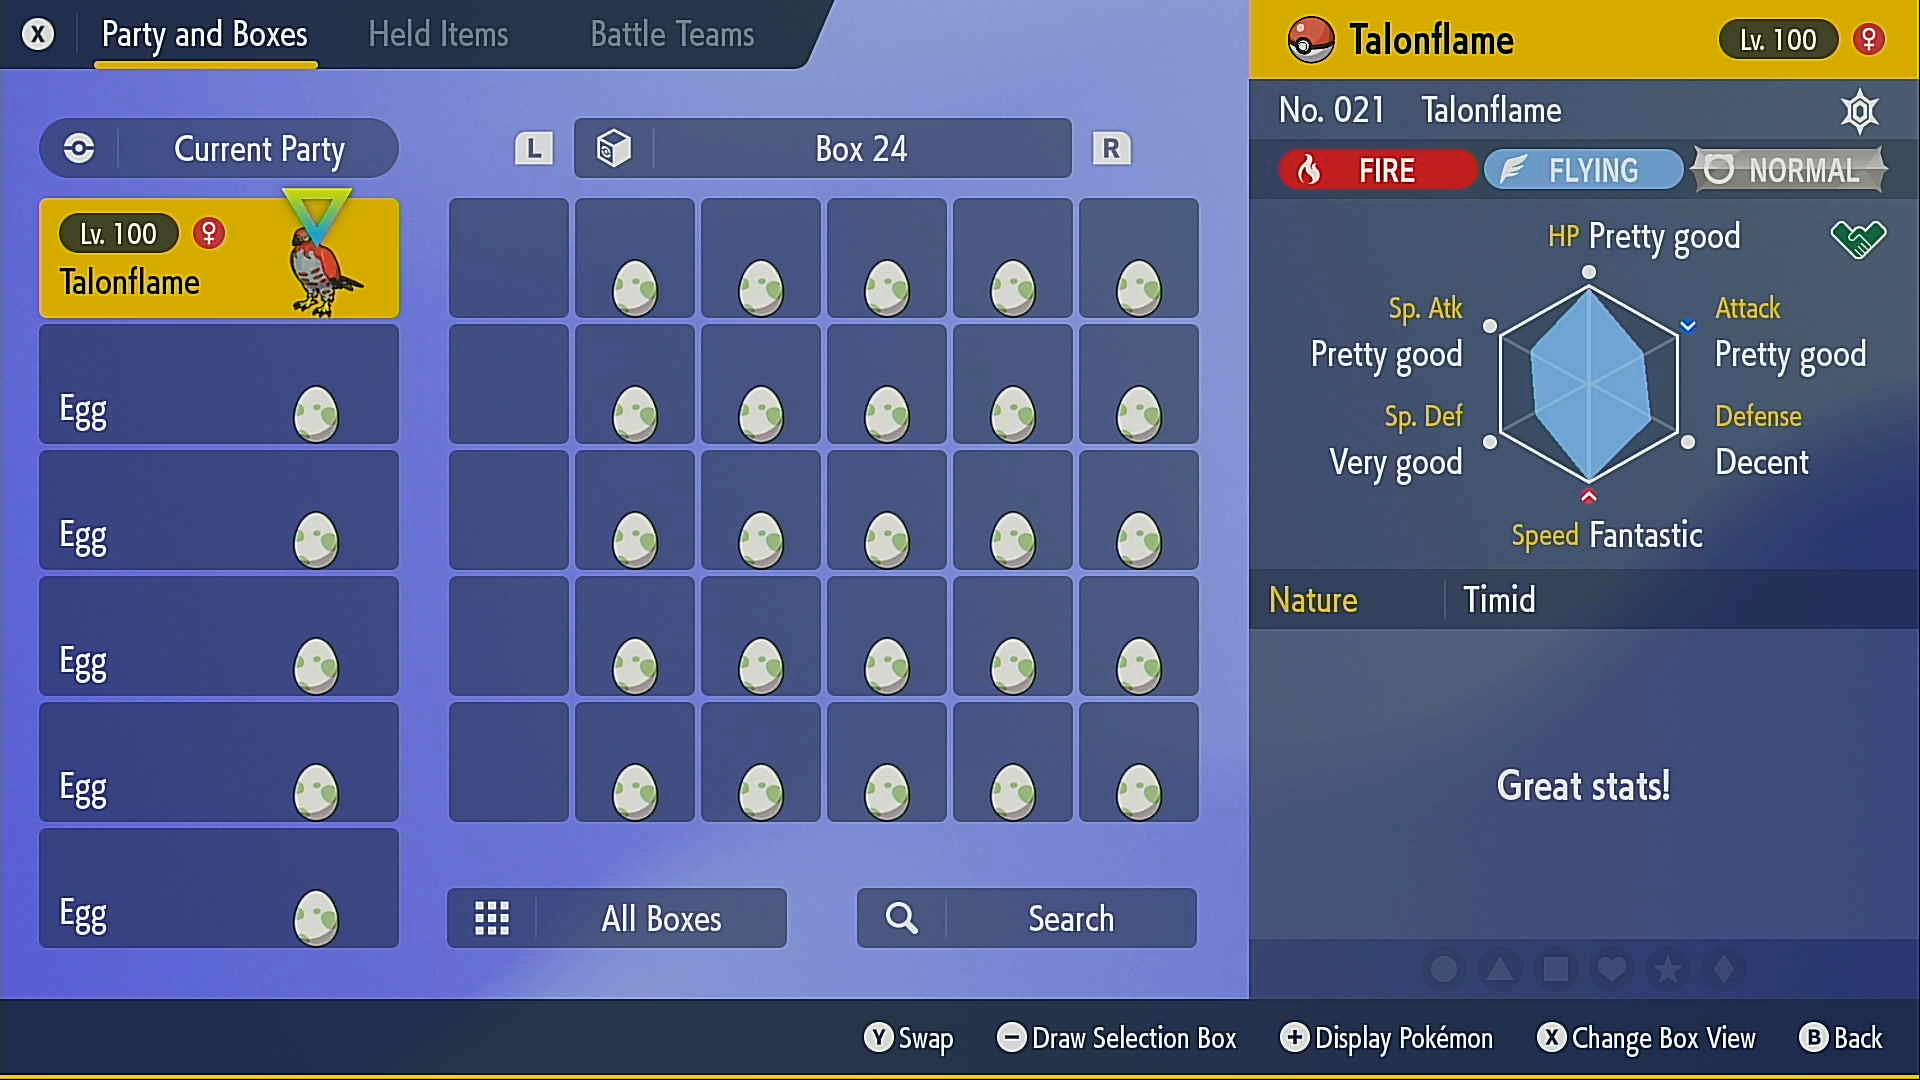 X Party and Boxes Held Items Battle Teams
Talonflame Lv. 100
No. 021 Talonflame
Current Party
L Box 24 R
FIRE FLYING NORMAL
Lv. 100
Talonflame
HP Pretty good
Sp. Atk
Pretty good
Attack
Pretty good
Sp. Def
Very good
Defense
Decent
Speed Fantastic
Egg
Egg
Egg
Egg
Egg
Nature Timid
Great stats!
All Boxes Search
Y Swap − Draw Selection Box + Display Pokémon X Change Box View B Back